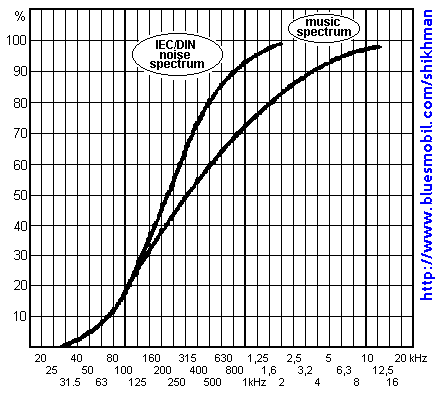 %
100
90
80
70
60
50
40
30
20
10
IEC/DIN
noise
spectrum
music
spectrum
20 40 80 160 315 630 1,25 2,5 5 10 20 kHz
25 50 100 200 400 800 1,6 3,2 6,3 12,5
31.5 63 125 250 500 1kHz 2 4 8 16
http://www.bluesmobil.com/shikhman